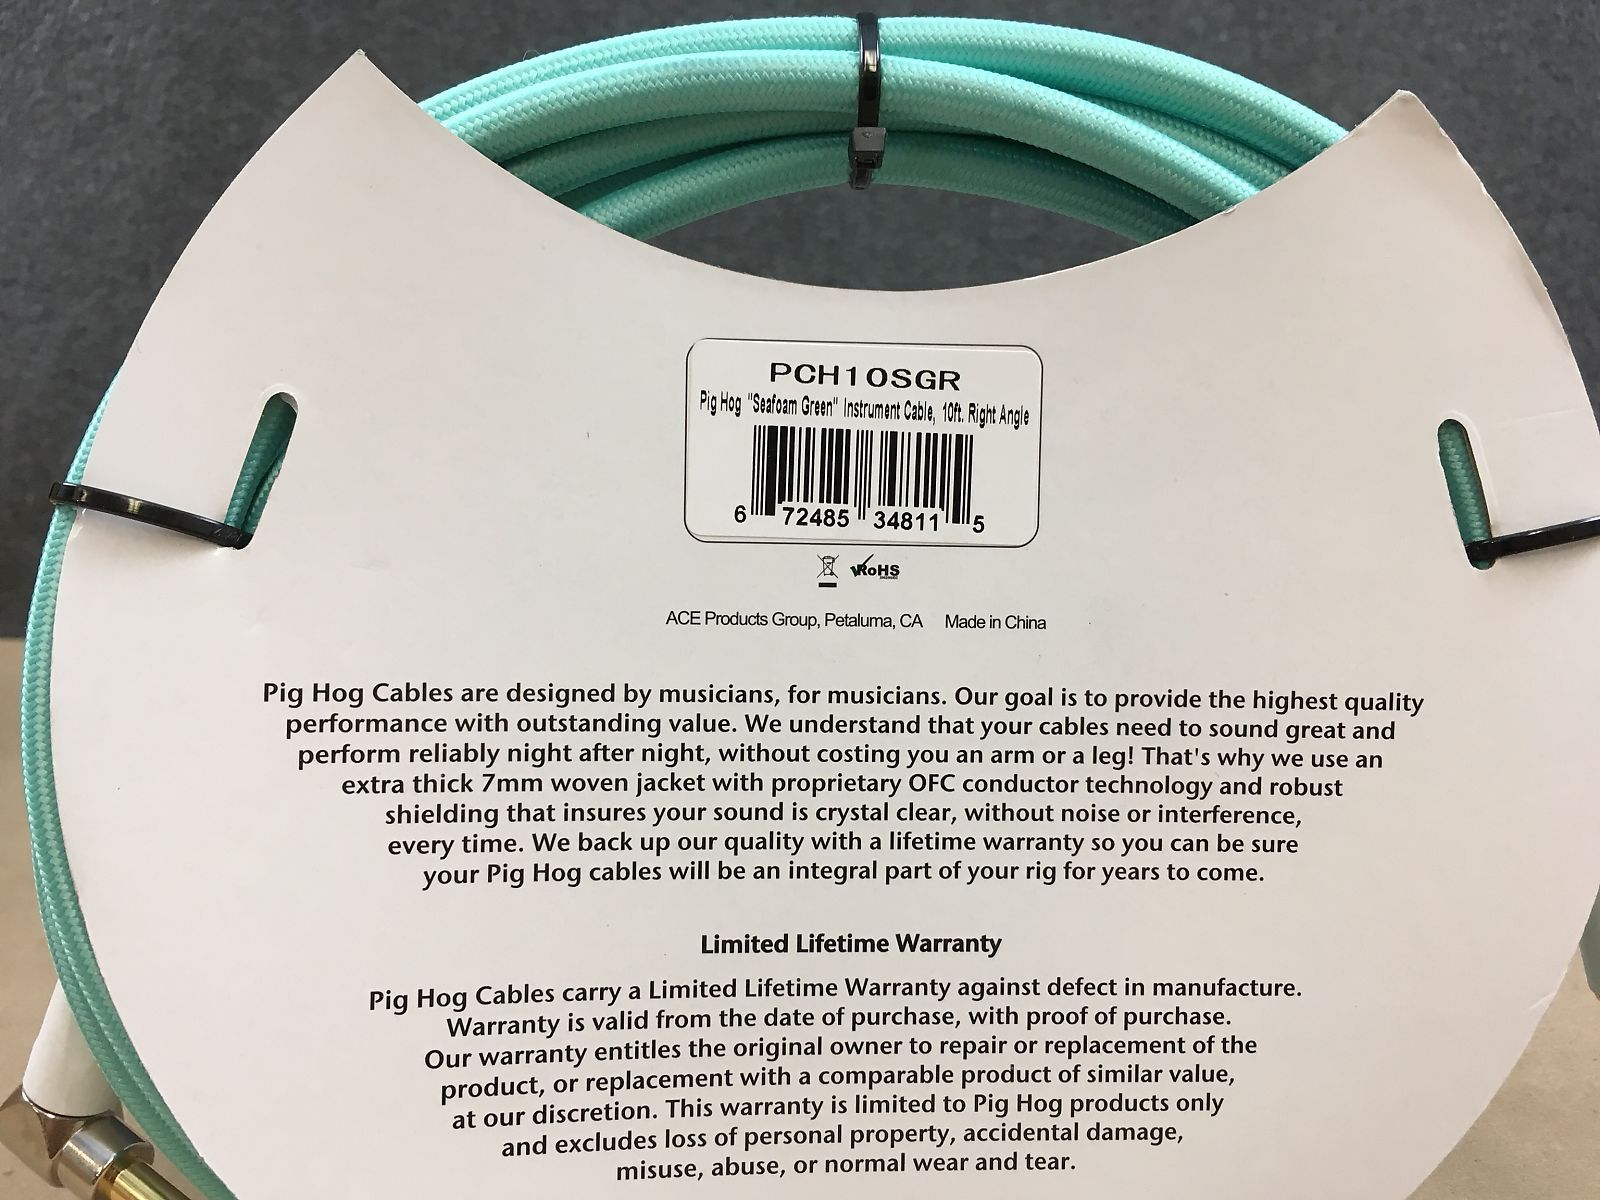 PCH10SGR
Pig Hog "Seafoam Green" Instrument Cable, 10ft. Right Angle
6 72485 34811 5
RoHS
ACE Products Group, Petaluma, CA Made in China
Pig Hog Cables are designed by musicians, for musicians. Our goal is to provide the highest quality
performance with outstanding value. We understand that your cables need to sound great and
perform reliably night after night, without costing you an arm or a leg! That's why we use an
extra thick 7mm woven jacket with proprietary OFC conductor technology and robust
shielding that insures your sound is crystal clear, without noise or interference,
every time. We back up our quality with a lifetime warranty so you can be sure
your Pig Hog cables will be an integral part of your rig for years to come.
Limited Lifetime Warranty
Pig Hog Cables carry a Limited Lifetime Warranty against defect in manufacture.
Warranty is valid from the date of purchase, with proof of purchase.
Our warranty entitles the original owner to repair or replacement of the
product, or replacement with a comparable product of similar value,
at our discretion. This warranty is limited to Pig Hog products only
and excludes loss of personal property, accidental damage,
misuse, abuse, or normal wear and tear.